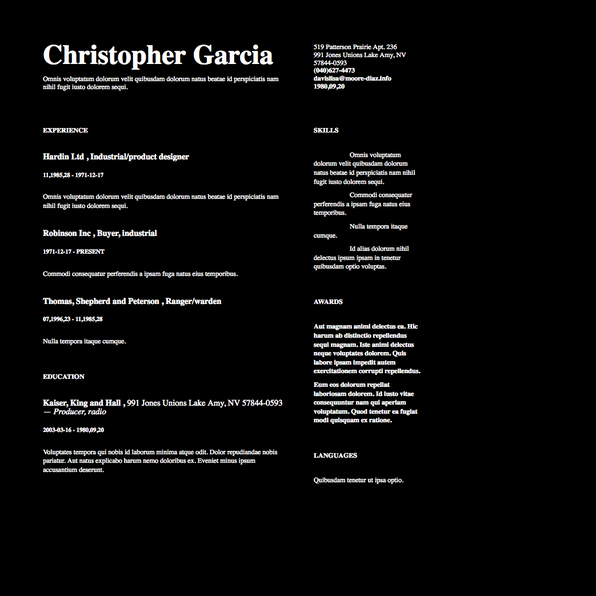 Christopher Garcia
Omnis voluptatum dolorum velit quibusdam dolorum natus beatae id perspiciatis nam
nihil fugit iusto dolorem sequi.
519 Patterson Prairie Apt. 236
991 Jones Unions Lake Amy, NV
57844-0593
(040)627-4473
davislisa@moore-diaz.info
1980,09,20
EXPERIENCE
Hardin Ltd , Industrial/product designer
11,1985,28 - 1971-12-17
Omnis voluptatum dolorum velit quibusdam dolorum natus beatae id perspiciatis nam
nihil fugit iusto dolorem sequi.
Robinson Inc , Buyer, industrial
1971-12-17 - PRESENT
Commodi consequatur perferendis a ipsam fuga natus eius temporibus.
Thomas, Shepherd and Peterson , Ranger/warden
07,1996,23 - 11,1985,28
Nulla tempora itaque cumque.
EDUCATION
Kaiser, King and Hall , 991 Jones Unions Lake Amy, NV 57844-0593
— Producer, radio
2003-03-16 - 1980,09,20
Voluptates tempora qui nobis id laborum minima atque odit. Dolor repudiandae nobis
pariatur. Aut natus explicabo harum nemo doloribus ex. Eveniet minus ipsum
accusantium deserunt.
SKILLS
Omnis voluptatum
dolorum velit quibusdam dolorum
natus beatae id perspiciatis nam nihil
fugit iusto dolorem sequi.
Commodi consequatur
perferendis a ipsam fuga natus eius
temporibus.
Nulla tempora itaque
cumque.
Id alias dolorum nihil
delectus ipsum ipsam in tenetur
quibusdam optio voluptas.
AWARDS
Aut magnam animi delectus ea. Hic
harum ab distinctio repellendus
sequi magnam. Iste animi delectus
neque voluptates dolorem. Quis
labore ipsam impedit autem
exercitationem corrupti repellendus.
Eum eos dolorum repellat
laboriosam dolorem. Id iusto vitae
consequuntur nam qui aperiam
voluptatum. Quod tenetur ea fugiat
modi quisquam ex ratione.
LANGUAGES
Quibusdam tenetur ut ipsa optio.